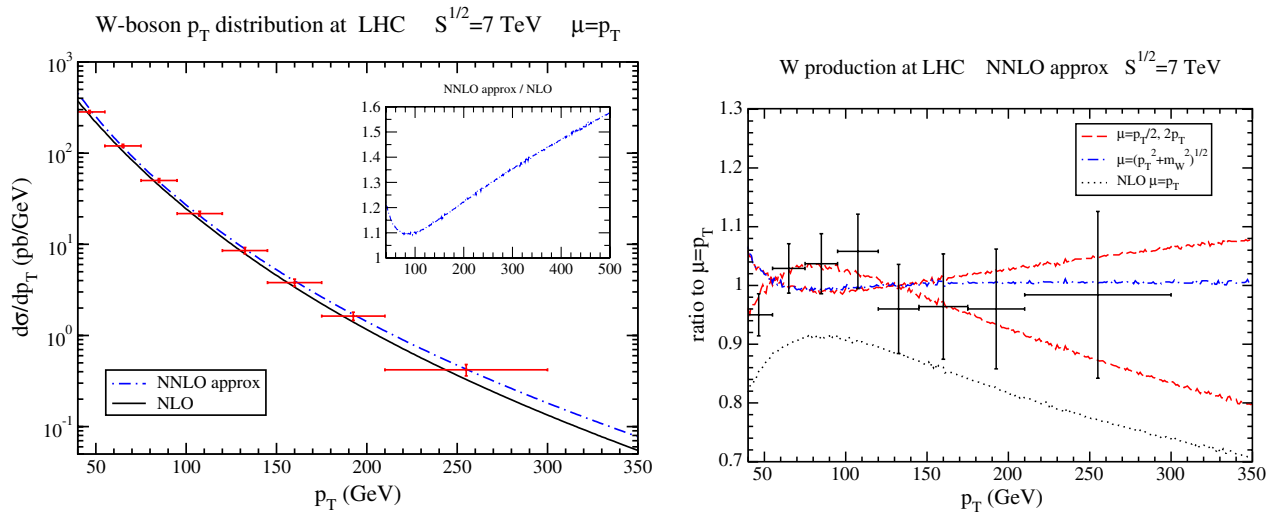 W-boson p_T distribution at LHC S^1/2=7 TeV μ=p_T
10^3
10^2
10^1
10^0
10^-1
dσ/dp_T (pb/GeV)
NNLO approx / NLO
1.6
1.5
1.4
1.3
1.2
1.1
1
100 200 300 400 500
NNLO approx
NLO
50 100 150 200 250 300 350
p_T (GeV)
W production at LHC NNLO approx S^1/2=7 TeV
1.3
1.2
1.1
1
0.9
0.8
0.7
ratio to μ=p_T
μ=p_T/2, 2p_T
μ=(p_T^2+m_W^2)^1/2
NLO μ=p_T
50 100 150 200 250 300 350
p_T (GeV)